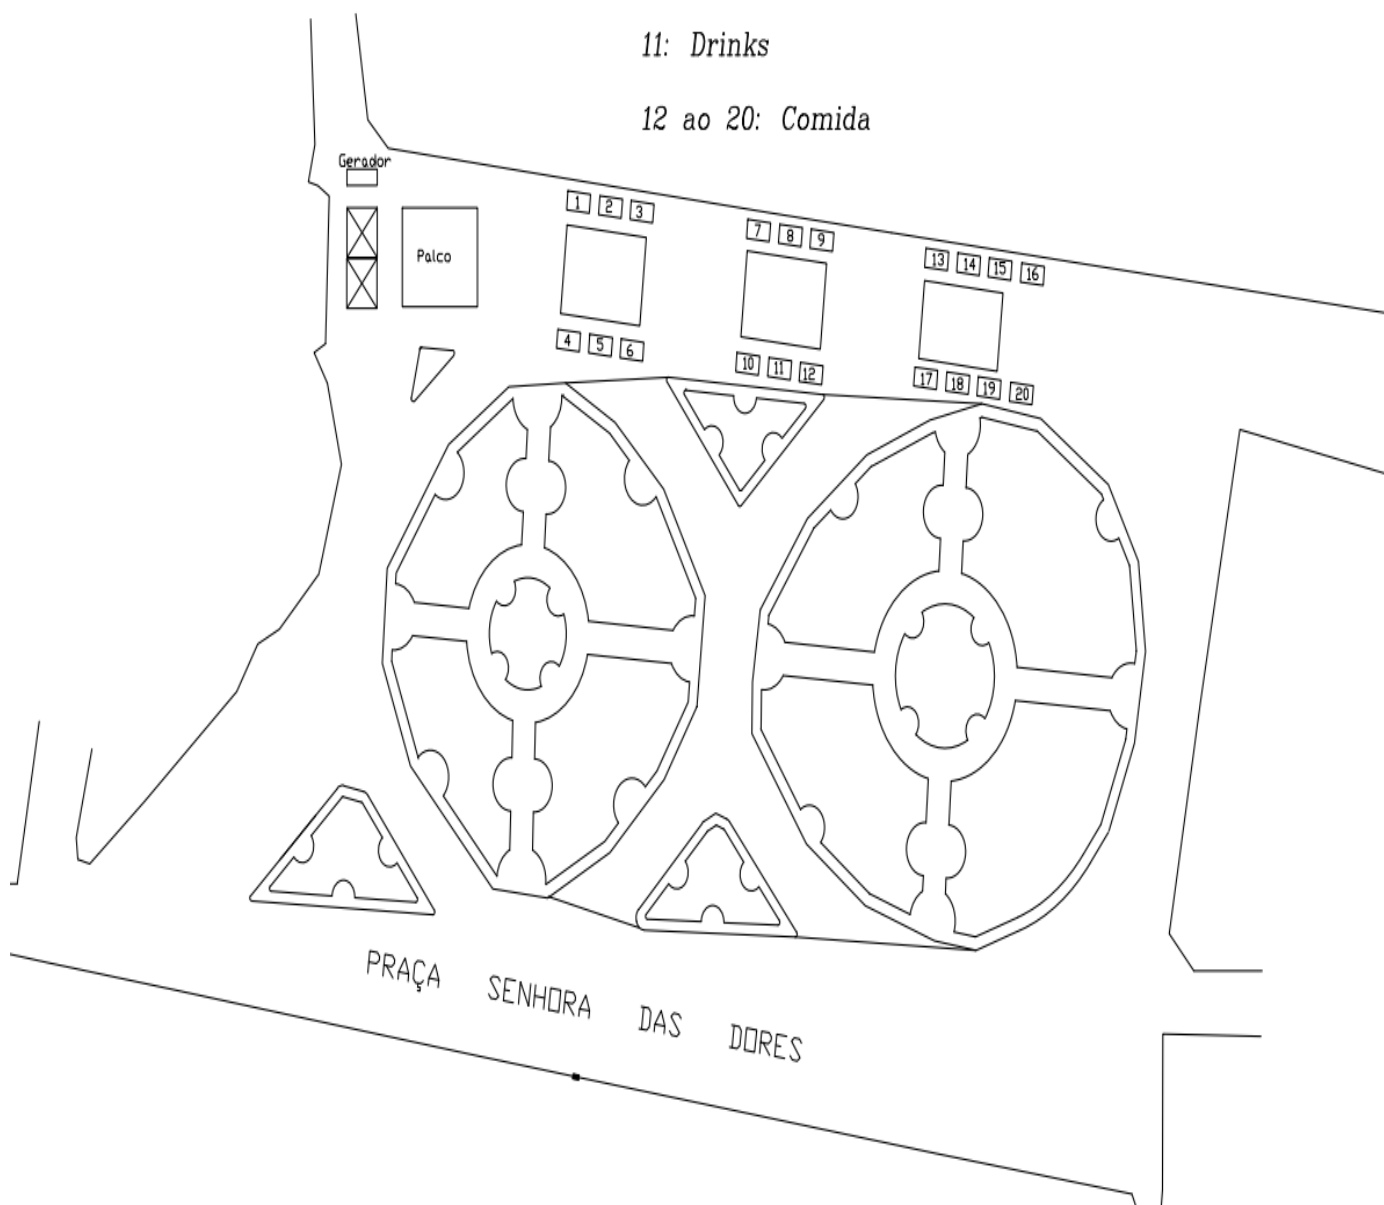 11: Drinks
12 ao 20: Comida
Gerador
Palco
1 2 3
4 5 6
7 8 9
10 11 12
13 14 15 16
17 18 19 20
PRAÇA SENHORA DAS DORES